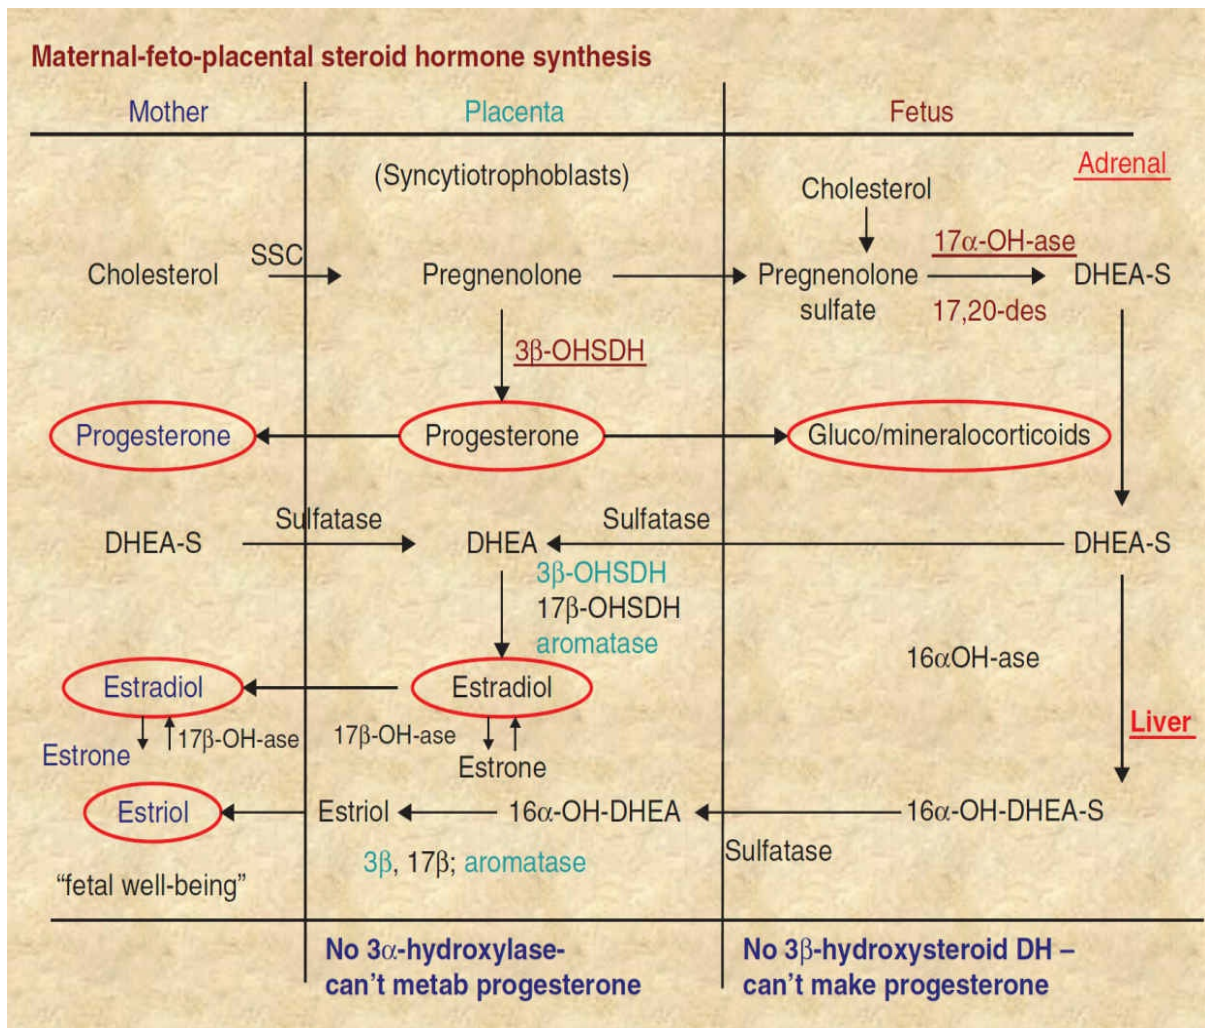 Maternal-feto-placental steroid hormone synthesis
Mother Placenta Fetus
(Syncytiotrophoblasts)
Adrenal
Cholesterol
SSC
17α-OH-ase
Cholesterol Pregnenolone Pregnenolone DHEA-S
sulfate 17,20-des
3β-OHSDH
Progesterone Progesterone Gluco/mineralocorticoids
Sulfatase Sulfatase
DHEA-S DHEA DHEA-S
3β-OHSDH
17β-OHSDH
aromatase
16αOH-ase
Estradiol Estradiol
Liver
17β-OH-ase 17β-OH-ase
Estrone Estrone
Estriol Estriol 16α-OH-DHEA 16α-OH-DHEA-S
Sulfatase
3β, 17β; aromatase
“fetal well-being”
No 3α-hydroxylase-
can’t metab progesterone
No 3β-hydroxysteroid DH –
can’t make progesterone